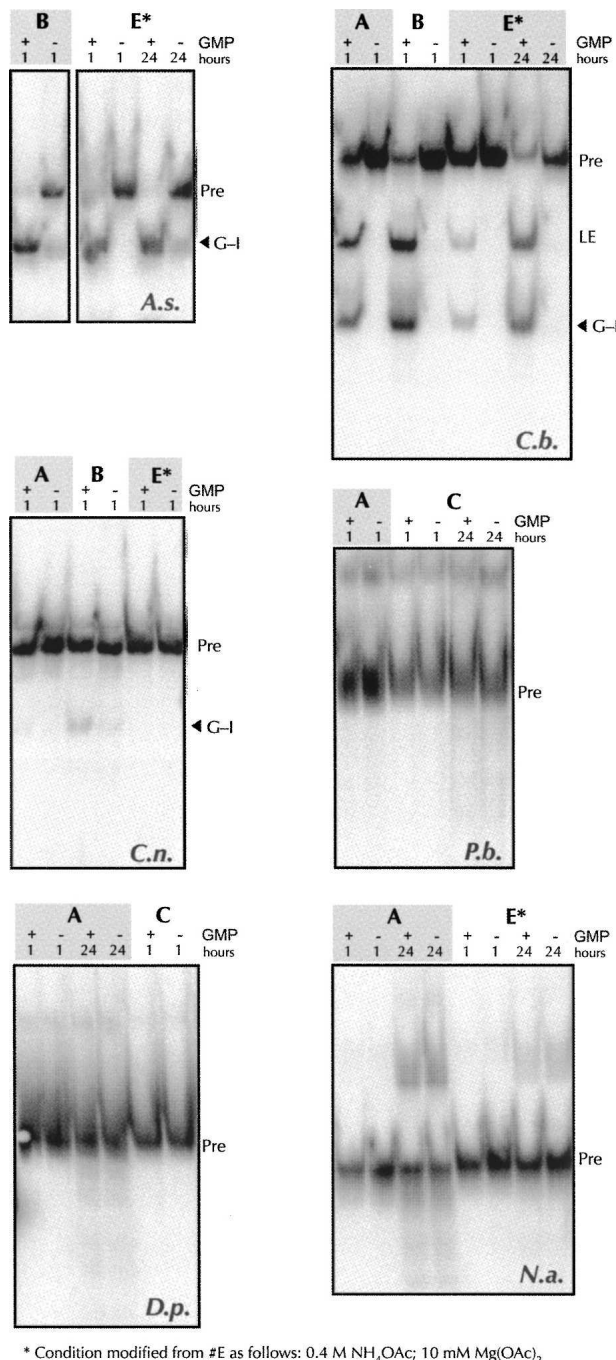 B E*
+ - + - + - GMP
1 1 1 1 24 24 hours
Pre
◄ G–I
A.s.
A B E*
+ - + - + - + - GMP
1 1 1 1 1 1 24 24 hours
Pre
LE
◄ G–I
C.b.
A B E*
+ - + - + - GMP
1 1 1 1 1 1 hours
Pre
◄ G–I
C.n.
A C
+ - + - + - GMP
1 1 1 1 24 24 hours
Pre
P.b.
A C
+ - + - + - GMP
1 1 24 24 1 1 hours
Pre
D.p.
A E*
+ - + - + - + - GMP
1 1 24 24 1 1 24 24 hours
Pre
N.a.
* Condition modified from #E as follows: 0.4 M NH₄OAc; 10 mM Mg(OAc)₂